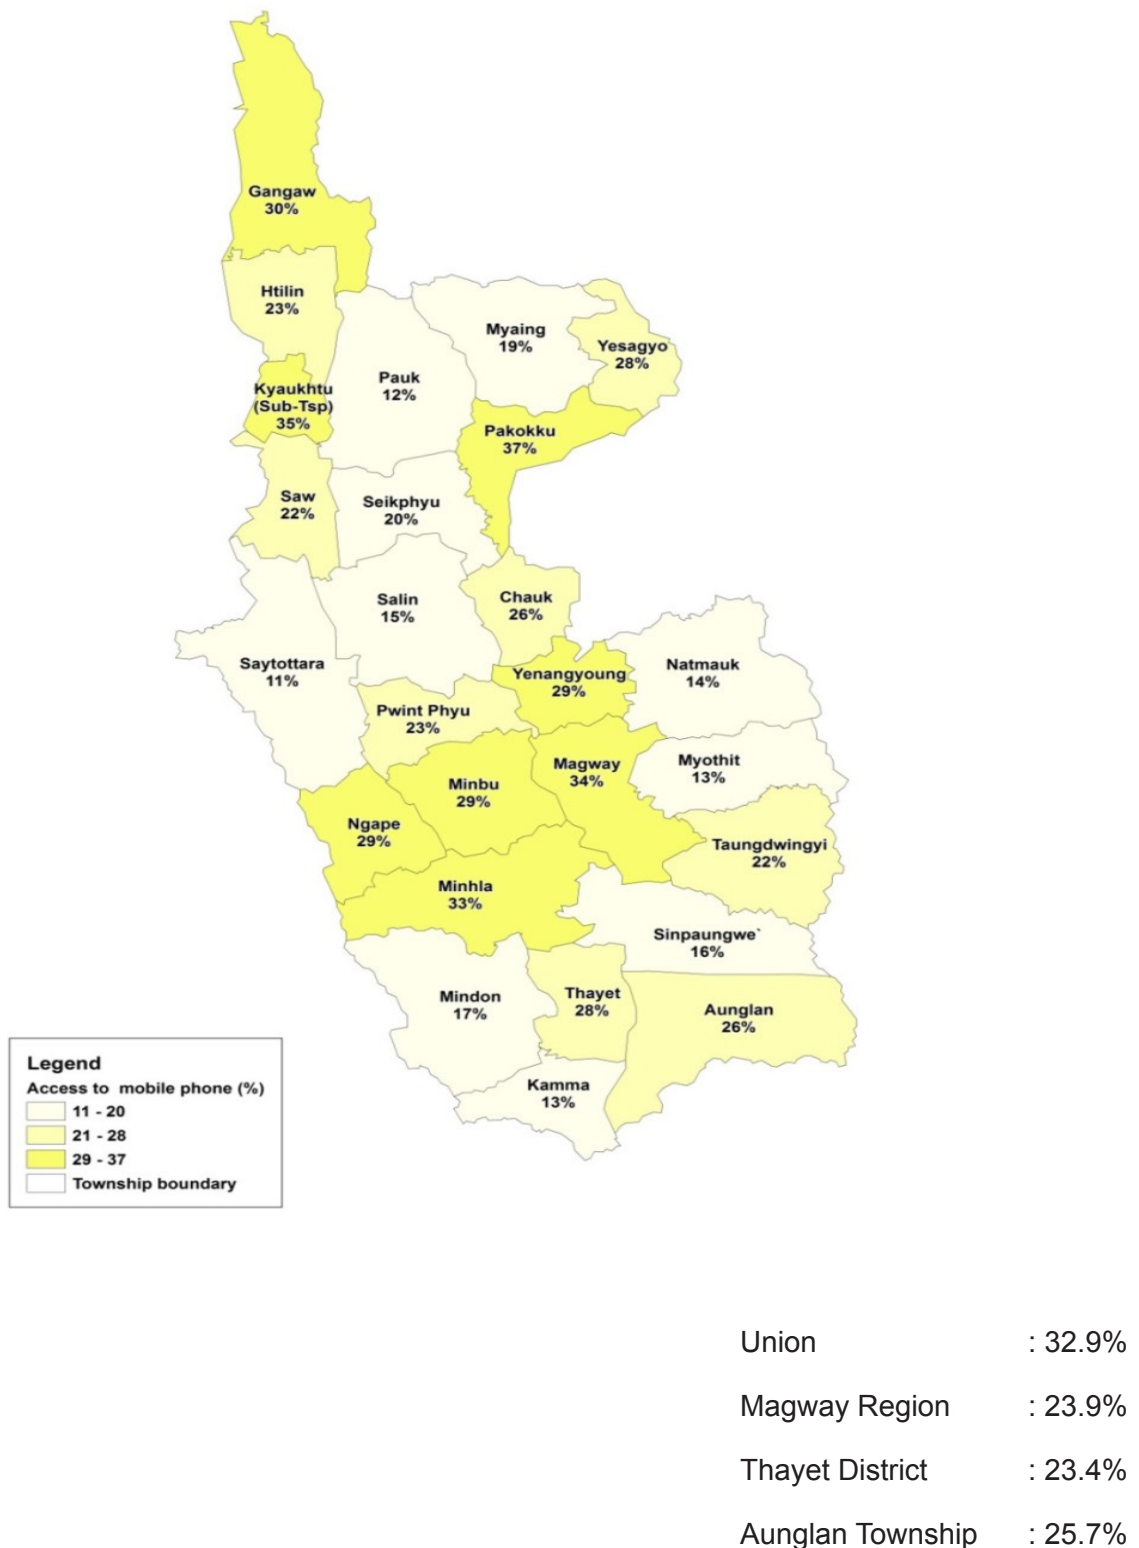 Gangaw
30%
Htilin
23%
Myaing
19%
Yesagyo
28%
Pauk
12%
Kyaukhtu
(Sub-Tsp)
35%
Pakokku
37%
Saw
22%
Seikphyu
20%
Chauk
26%
Salin
15%
Saytottara
11%
Yenangyoung
29%
Natmauk
14%
Pwint Phyu
23%
Magway
34%
Myothit
13%
Minbu
29%
Ngape
29%
Taungdwingyi
22%
Minhla
33%
Sinpaungwe`
16%
Mindon
17%
Thayet
28%
Aunglan
26%
Kamma
13%
Legend
Access to mobile phone (%)
11 - 20
21 - 28
29 - 37
Township boundary
Union : 32.9%
Magway Region : 23.9%
Thayet District : 23.4%
Aunglan Township : 25.7%